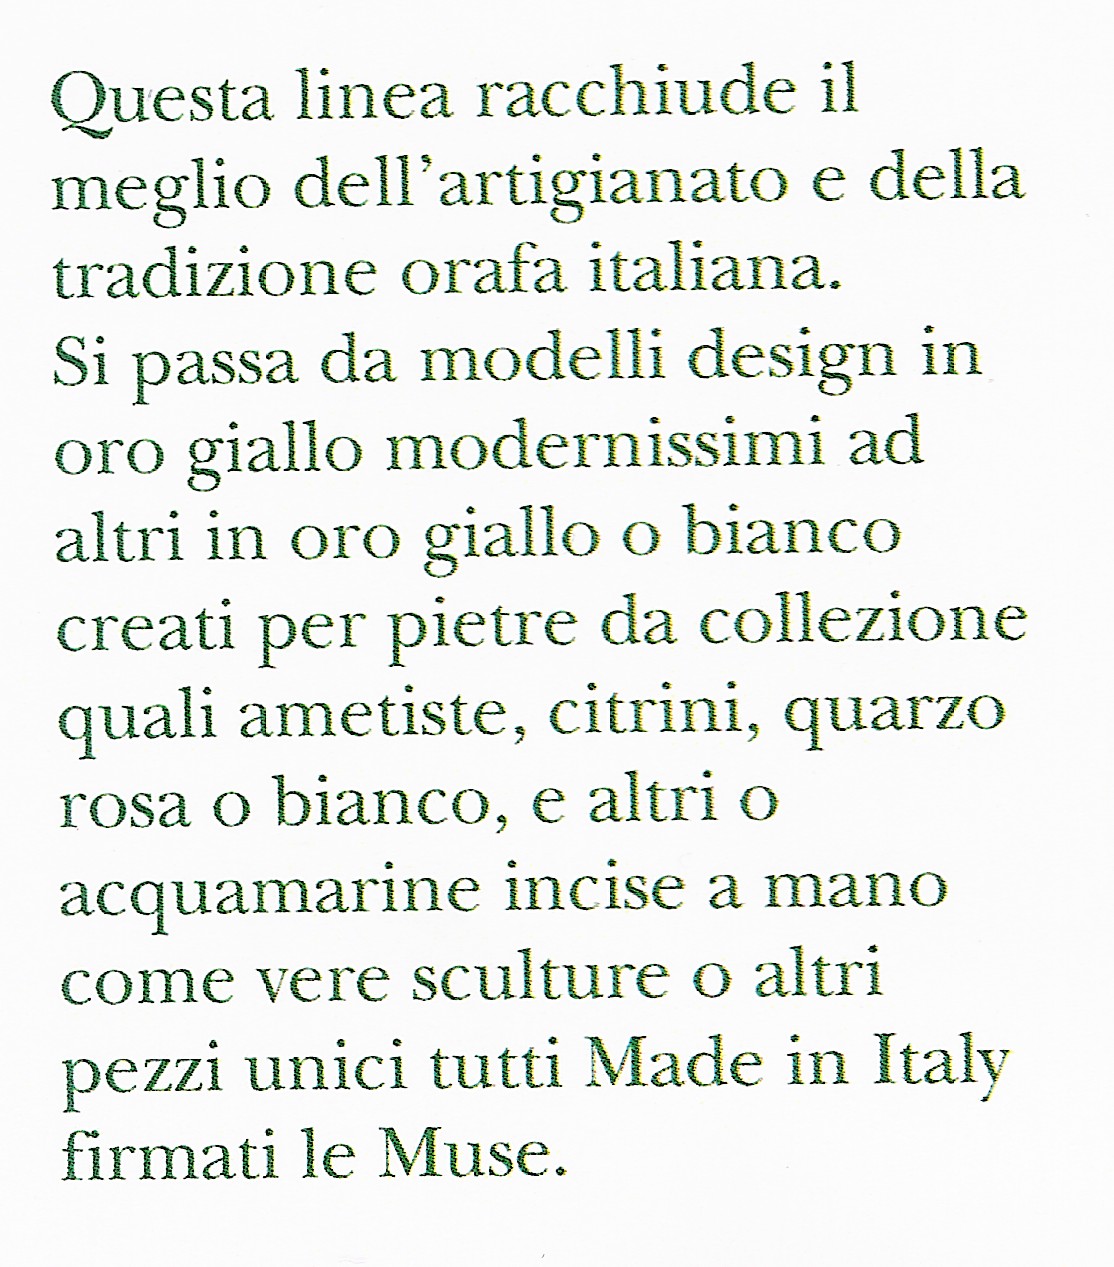 Questa linea racchiude il
meglio dell’artigianato e della
tradizione orafa italiana.
Si passa da modelli design in
oro giallo modernissimi ad
altri in oro giallo o bianco
creati per pietre da collezione
quali ametiste, citrini, quarzo
rosa o bianco, e altri o
acquamarine incise a mano
come vere sculture o altri
pezzi unici tutti Made in Italy
firmati le Muse.